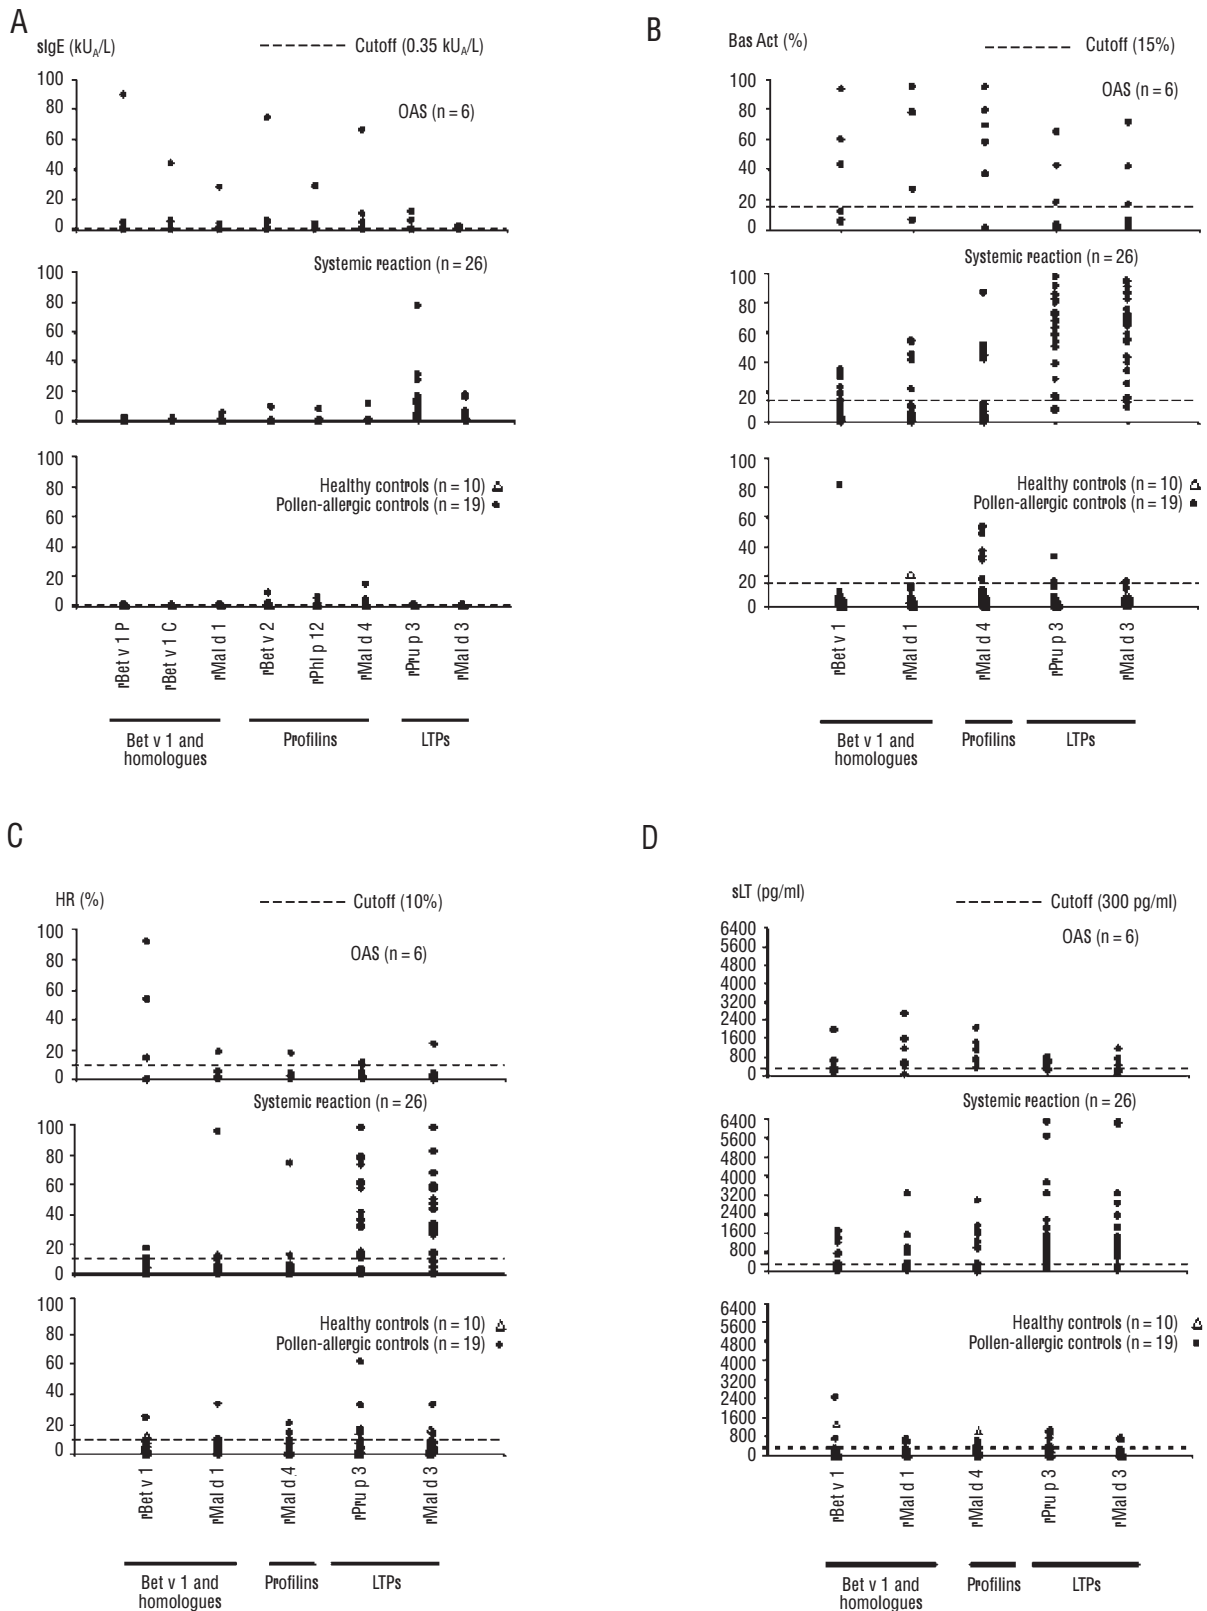 A
sIgE (kUA/L)
Cutoff (0.35 kUA/L)
100
80
60
40
20
0
OAS (n = 6)
Systemic reaction (n = 26)
100
80
60
40
20
0
100
80
60
40
20
0
Healthy controls (n = 10)
Pollen-allergic controls (n = 19)
rBet v 1 P
rBet v 1 C
rMal d 1
rBet v 2
rPhl p 12
rMal d 4
rPru p 3
rMal d 3
Bet v 1 and
homologues
Profilins
LTPs
B
Bas Act (%)
Cutoff (15%)
100
80
60
40
20
0
OAS (n = 6)
Systemic reaction (n = 26)
100
80
60
40
20
0
100
80
60
40
20
0
Healthy controls (n = 10)
Pollen-allergic controls (n = 19)
rBet v 1
rMal d 1
rMal d 4
rPru p 3
rMal d 3
Bet v 1 and
homologues
Profilins
LTPs
C
HR (%)
Cutoff (10%)
100
80
60
40
20
0
OAS (n = 6)
Systemic reaction (n = 26)
100
80
60
40
20
0
100
80
60
40
20
0
Healthy controls (n = 10)
Pollen-allergic controls (n = 19)
rBet v 1
rMal d 1
rMal d 4
rPru p 3
rMal d 3
Bet v 1 and
homologues
Profilins
LTPs
D
sLT (pg/ml)
Cutoff (300 pg/ml)
6400
5600
4800
4000
3200
2400
1600
800
0
OAS (n = 6)
Systemic reaction (n = 26)
6400
5600
4800
4000
3200
2400
1600
800
0
6400
5600
4800
4000
3200
2400
1600
800
0
Healthy controls (n = 10)
Pollen-allergic controls (n = 19)
rBet v 1
rMal d 1
rMal d 4
rPru p 3
rMal d 3
Bet v 1 and
homologues
Profilins
LTPs